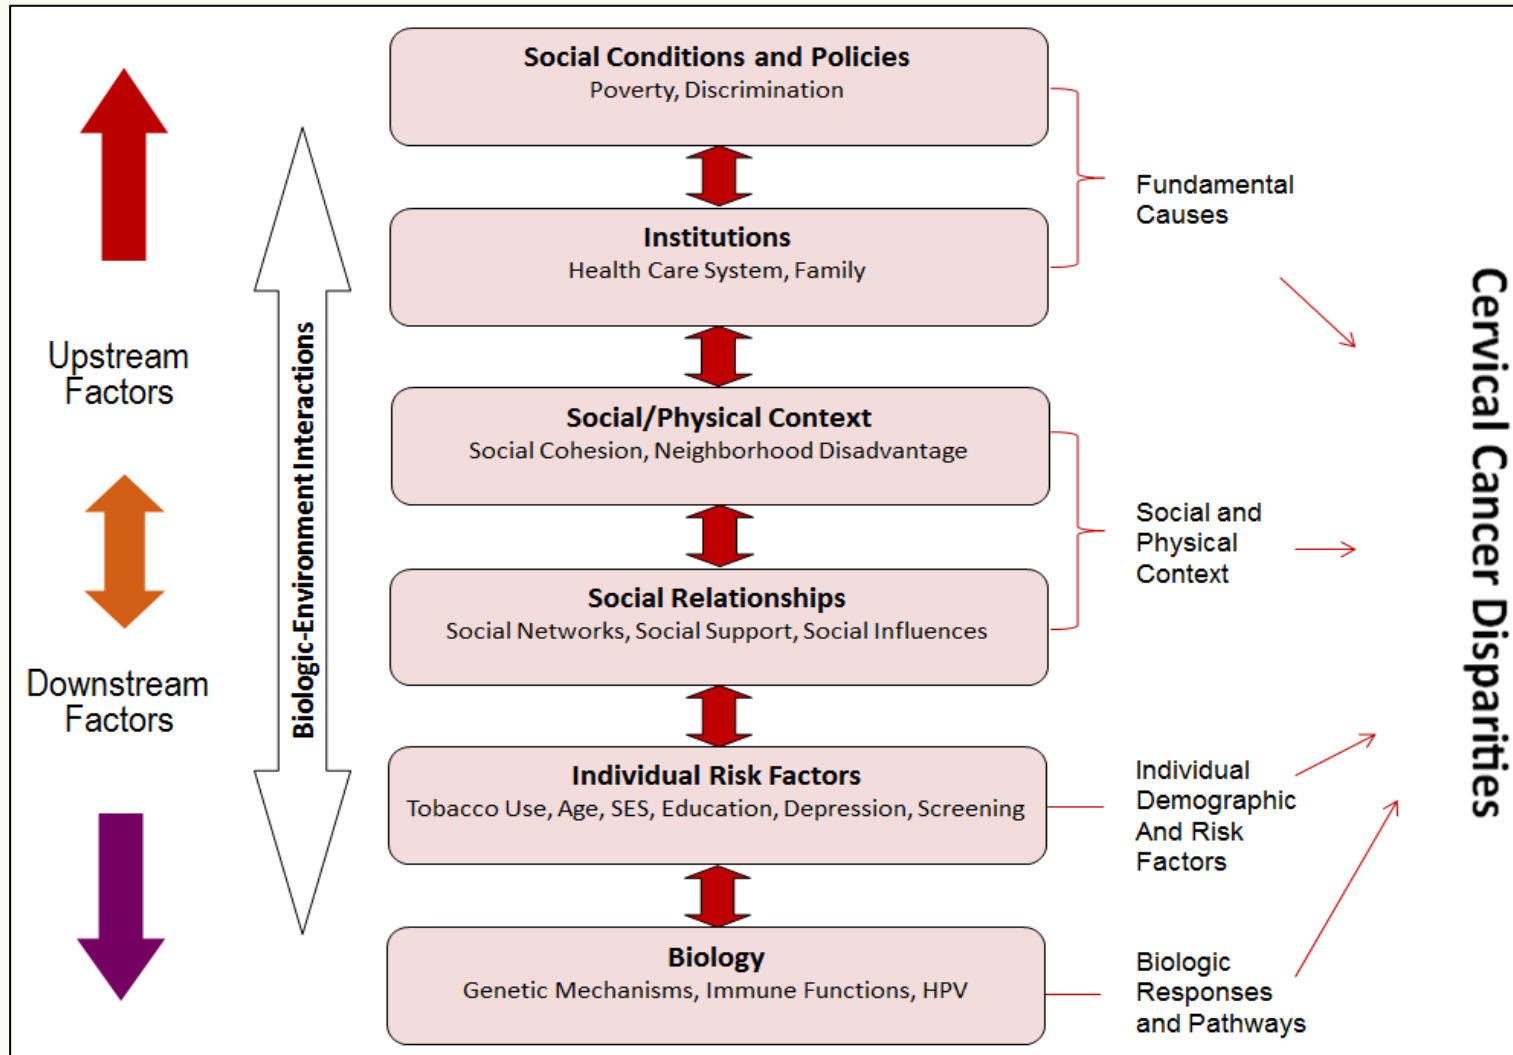 Social Conditions and Policies
Poverty, Discrimination
Institutions
Health Care System, Family
Social/Physical Context
Social Cohesion, Neighborhood Disadvantage
Social Relationships
Social Networks, Social Support, Social Influences
Individual Risk Factors
Tobacco Use, Age, SES, Education, Depression, Screening
Biology
Genetic Mechanisms, Immune Functions, HPV
Upstream
Factors
Downstream
Factors
Biologic-Environment Interactions
Fundamental
Causes
Social and
Physical
Context
Individual
Demographic
And Risk
Factors
Biologic
Responses
and Pathways
Cervical Cancer Disparities